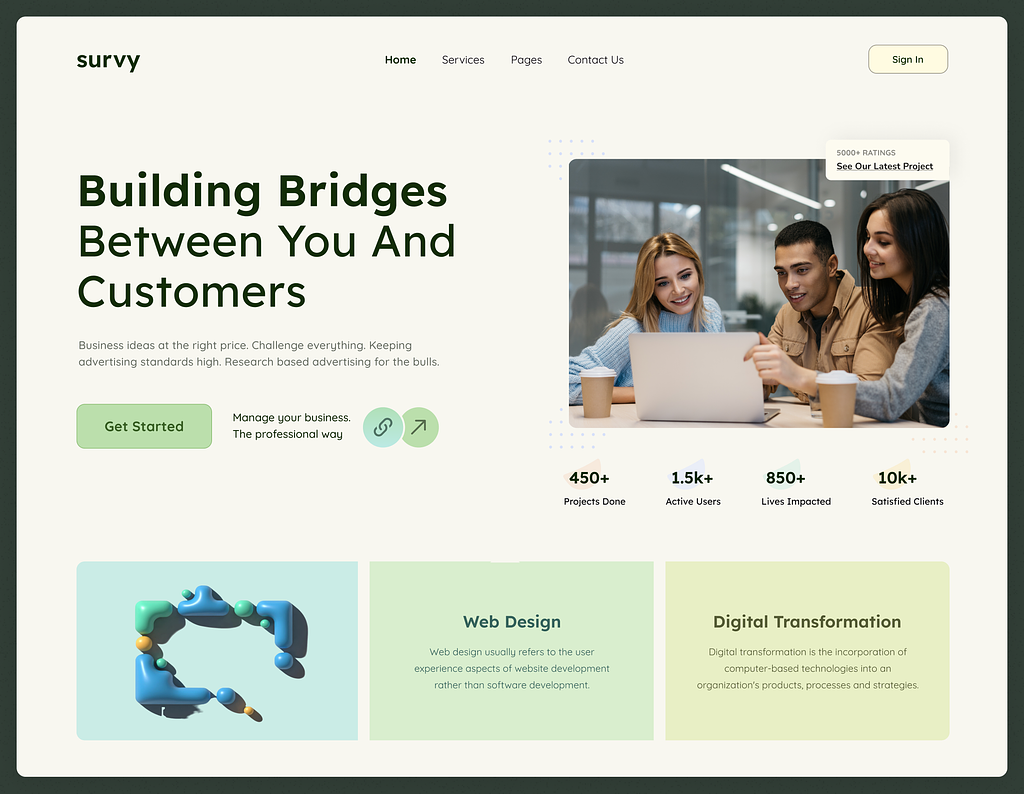 survy
Home Services Pages Contact Us
Sign In
5000+ RATINGS
See Our Latest Project
Building Bridges
Between You And
Customers
Business ideas at the right price. Challenge everything. Keeping
advertising standards high. Research based advertising for the bulls.
Get Started
Manage your business.
The professional way
450+
Projects Done
1.5k+
Active Users
850+
Lives Impacted
10k+
Satisfied Clients
Web Design
Web design usually refers to the user
experience aspects of website development
rather than software development.
Digital Transformation
Digital transformation is the incorporation of
computer-based technologies into an
organization's products, processes and strategies.